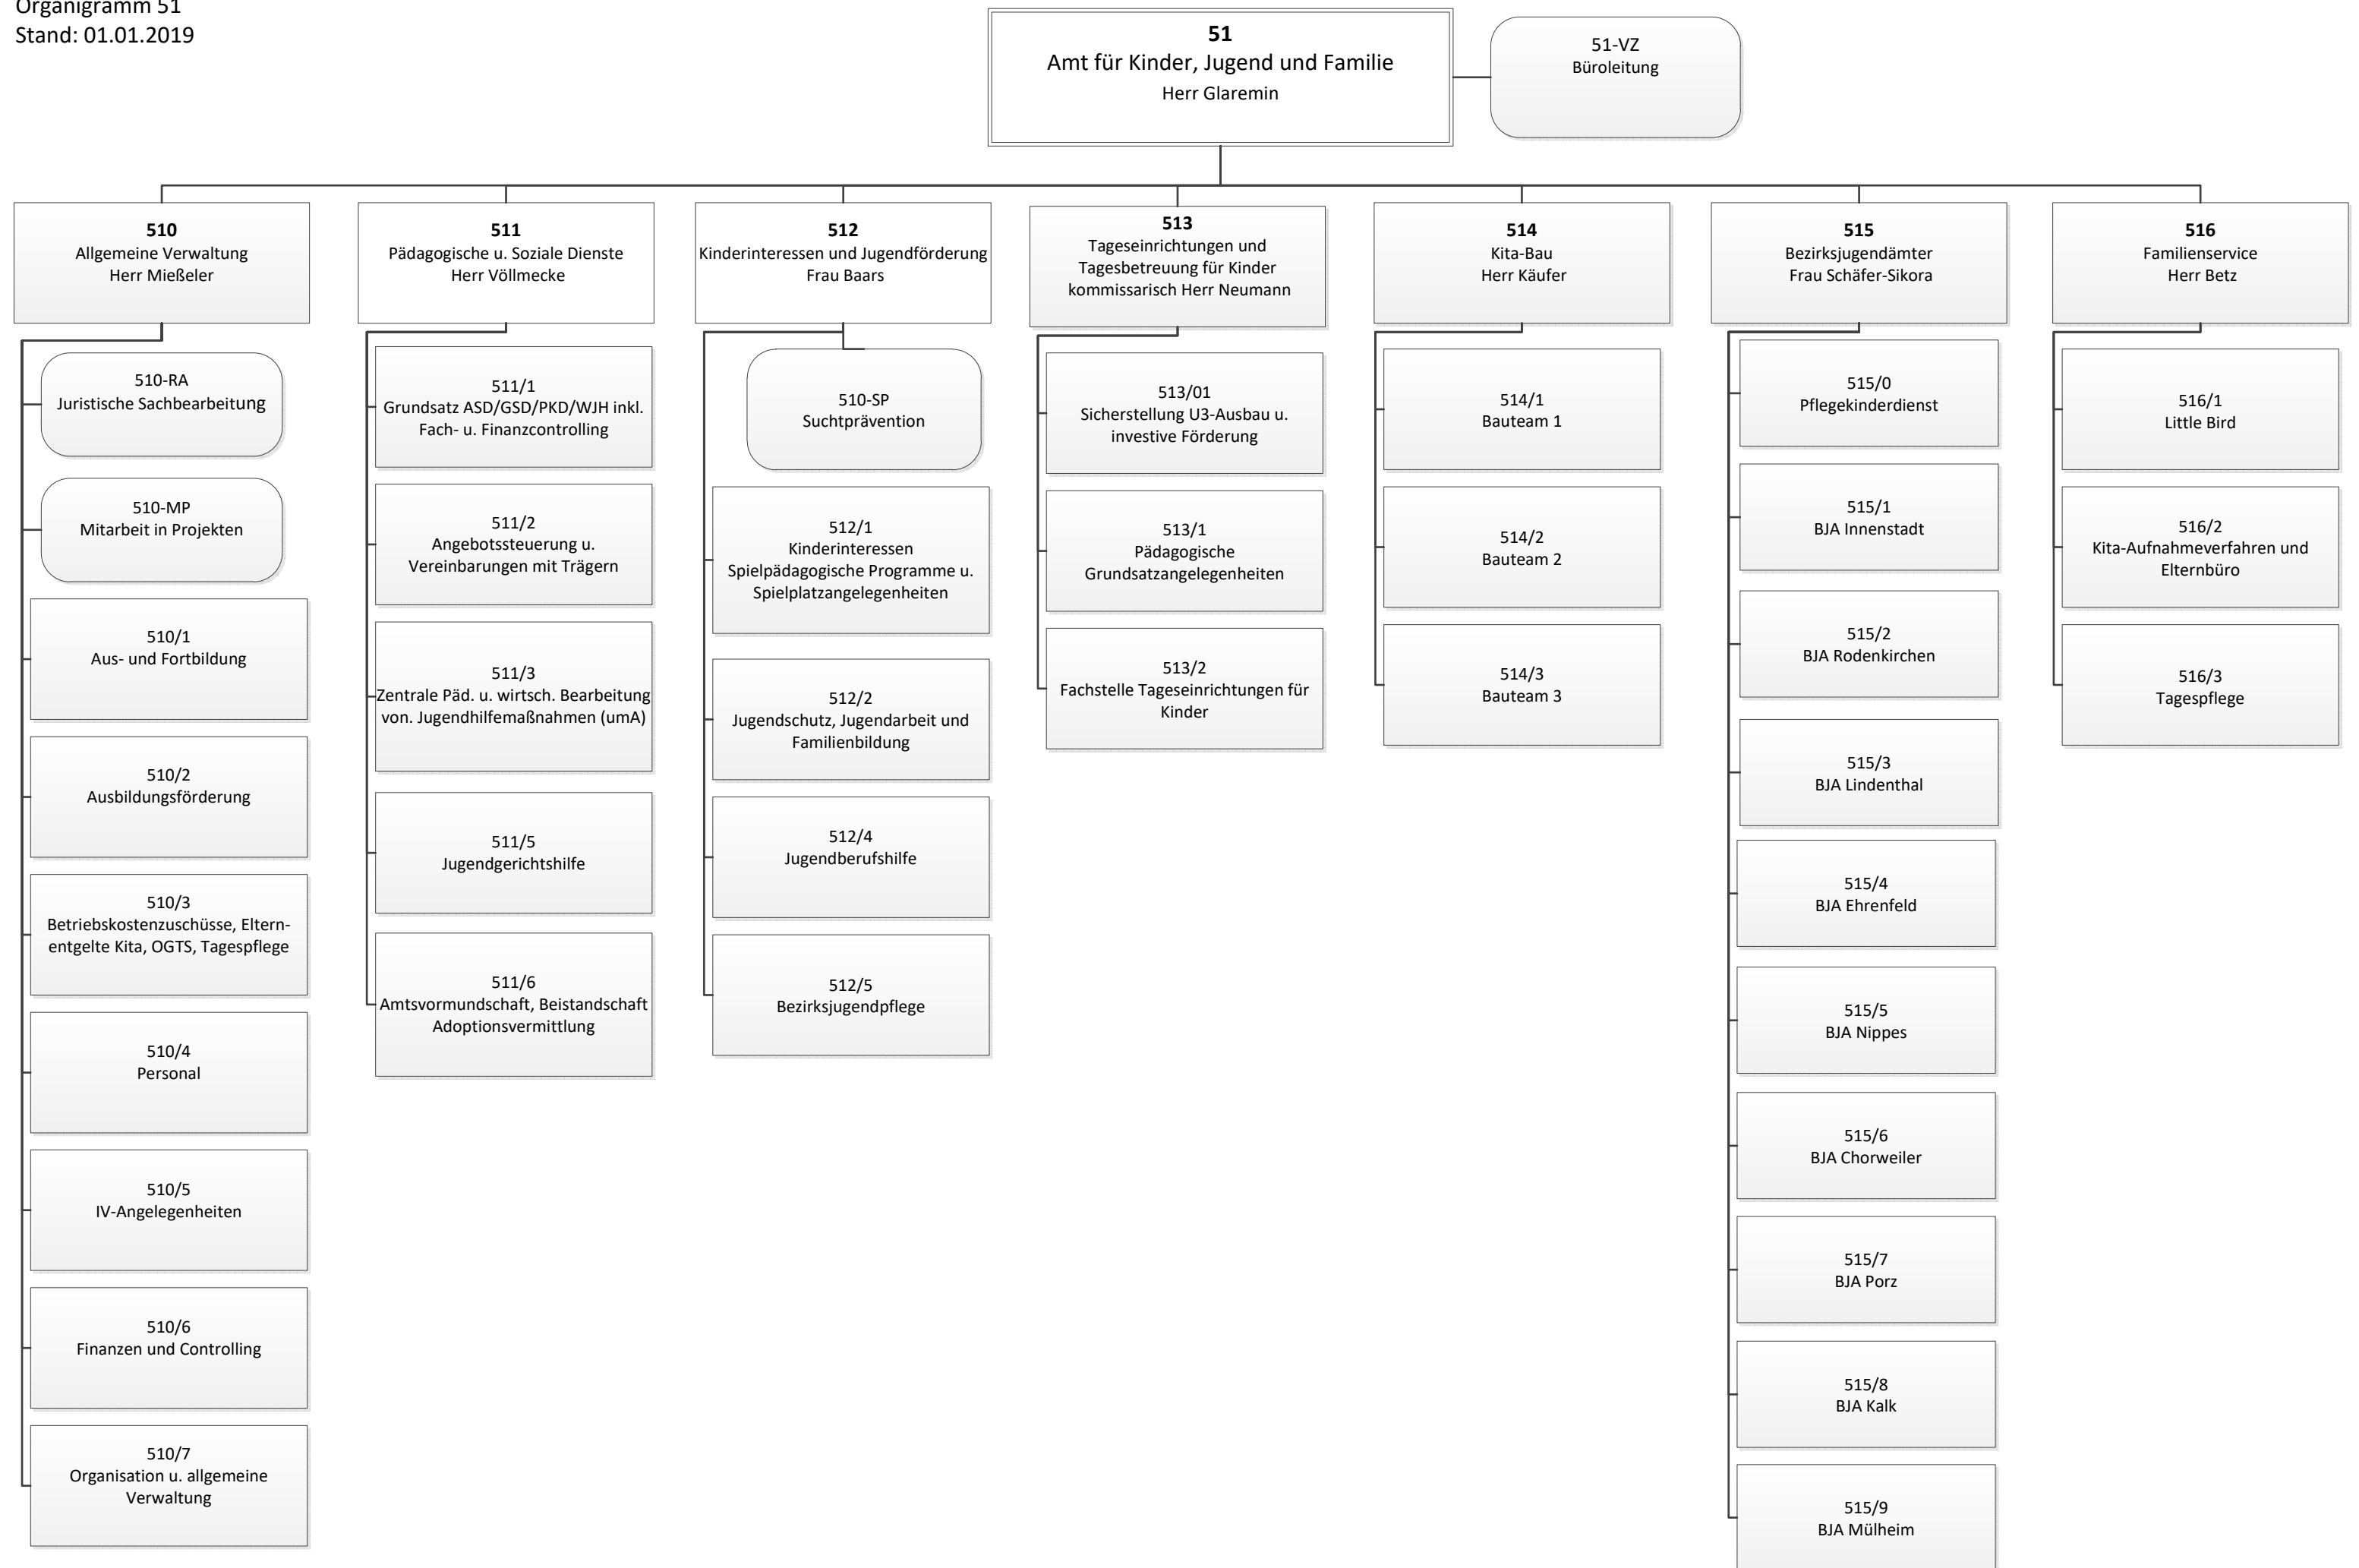 Organigramm 51
Stand: 01.01.2019
51
Amt für Kinder, Jugend und Familie
Herr Glaremin
51-VZ
Büroleitung
510
Allgemeine Verwaltung
Herr Mießeler
510-RA
Juristische Sachbearbeitung
510-MP
Mitarbeit in Projekten
510/1
Aus- und Fortbildung
510/2
Ausbildungsförderung
510/3
Betriebskostenzuschüsse, Eltern-
entgelte Kita, OGTS, Tagespflege
510/4
Personal
510/5
IV-Angelegenheiten
510/6
Finanzen und Controlling
510/7
Organisation u. allgemeine
Verwaltung
511
Pädagogische u. Soziale Dienste
Herr Völlmecke
511/1
Grundsatz ASD/GSD/PKD/WJH inkl.
Fach- u. Finanzcontrolling
511/2
Angebotssteuerung u.
Vereinbarungen mit Trägern
511/3
Zentrale Päd. u. wirtsch. Bearbeitung
von. Jugendhilfemaßnahmen (umA)
511/5
Jugendgerichtshilfe
511/6
Amtsvormundschaft, Beistandschaft
Adoptionsvermittlung
512
Kinderinteressen und Jugendförderung
Frau Baars
510-SP
Suchtprävention
512/1
Kinderinteressen
Spielpädagogische Programme u.
Spielplatzangelegenheiten
512/2
Jugendschutz, Jugendarbeit und
Familienbildung
512/4
Jugendberufshilfe
512/5
Bezirksjugendpflege
513
Tageseinrichtungen und
Tagesbetreuung für Kinder
kommissarisch Herr Neumann
513/01
Sicherstellung U3-Ausbau u.
investive Förderung
513/1
Pädagogische
Grundsatzangelegenheiten
513/2
Fachstelle Tageseinrichtungen für
Kinder
514
Kita-Bau
Herr Käufer
514/1
Bauteam 1
514/2
Bauteam 2
514/3
Bauteam 3
515
Bezirksjugendämter
Frau Schäfer-Sikora
515/0
Pflegekinderdienst
515/1
BJA Innenstadt
515/2
BJA Rodenkirchen
515/3
BJA Lindenthal
515/4
BJA Ehrenfeld
515/5
BJA Nippes
515/6
BJA Chorweiler
515/7
BJA Porz
515/8
BJA Kalk
515/9
BJA Mülheim
516
Familienservice
Herr Betz
516/1
Little Bird
516/2
Kita-Aufnahmeverfahren und
Elternbüro
516/3
Tagespflege